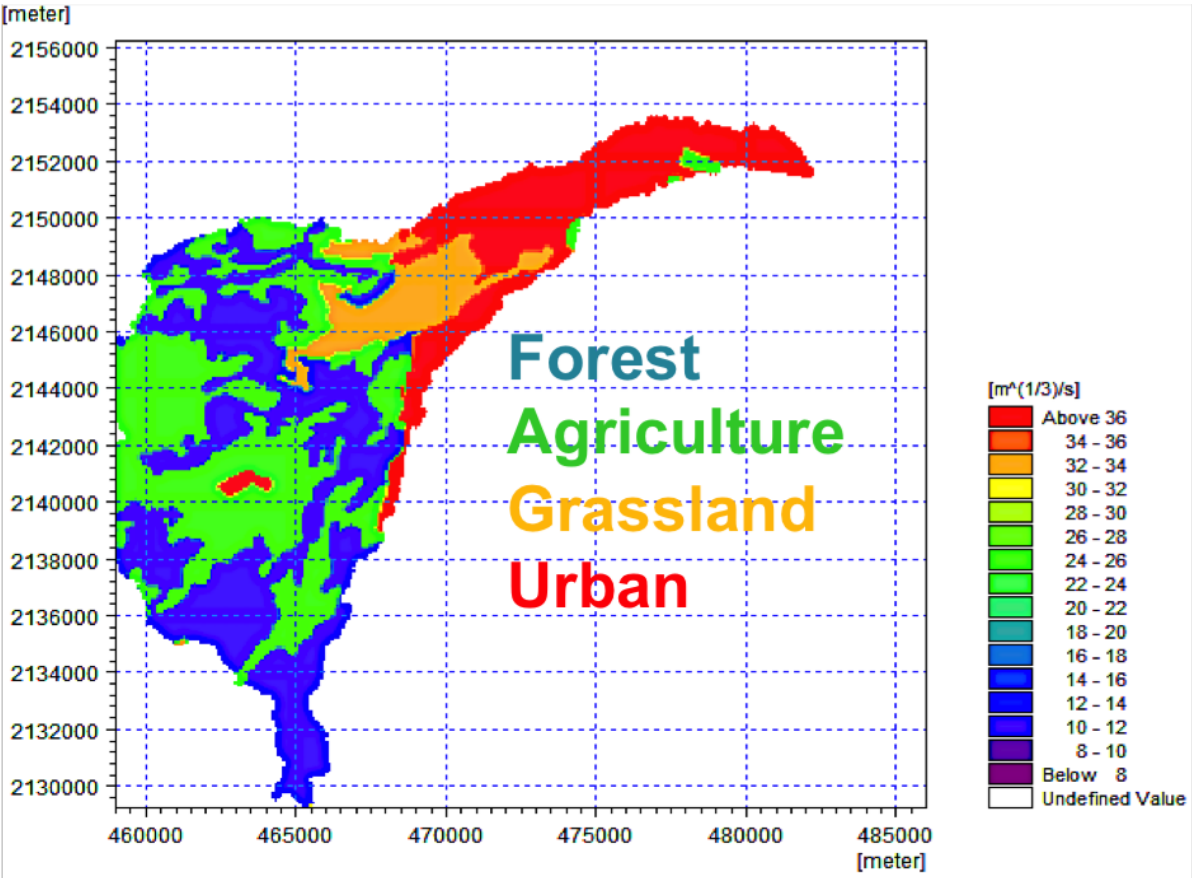 [meter]
2156000
2154000
2152000
2150000
2148000
2146000
2144000
2142000
2140000
2138000
2136000
2134000
2132000
2130000
460000 465000 470000 475000 480000 485000
[meter]
Forest
Agriculture
Grassland
Urban
[m^(1/3)/s]
Above 36
34 - 36
32 - 34
30 - 32
28 - 30
26 - 28
24 - 26
22 - 24
20 - 22
18 - 20
16 - 18
14 - 16
12 - 14
10 - 12
8 - 10
Below 8
Undefined Value